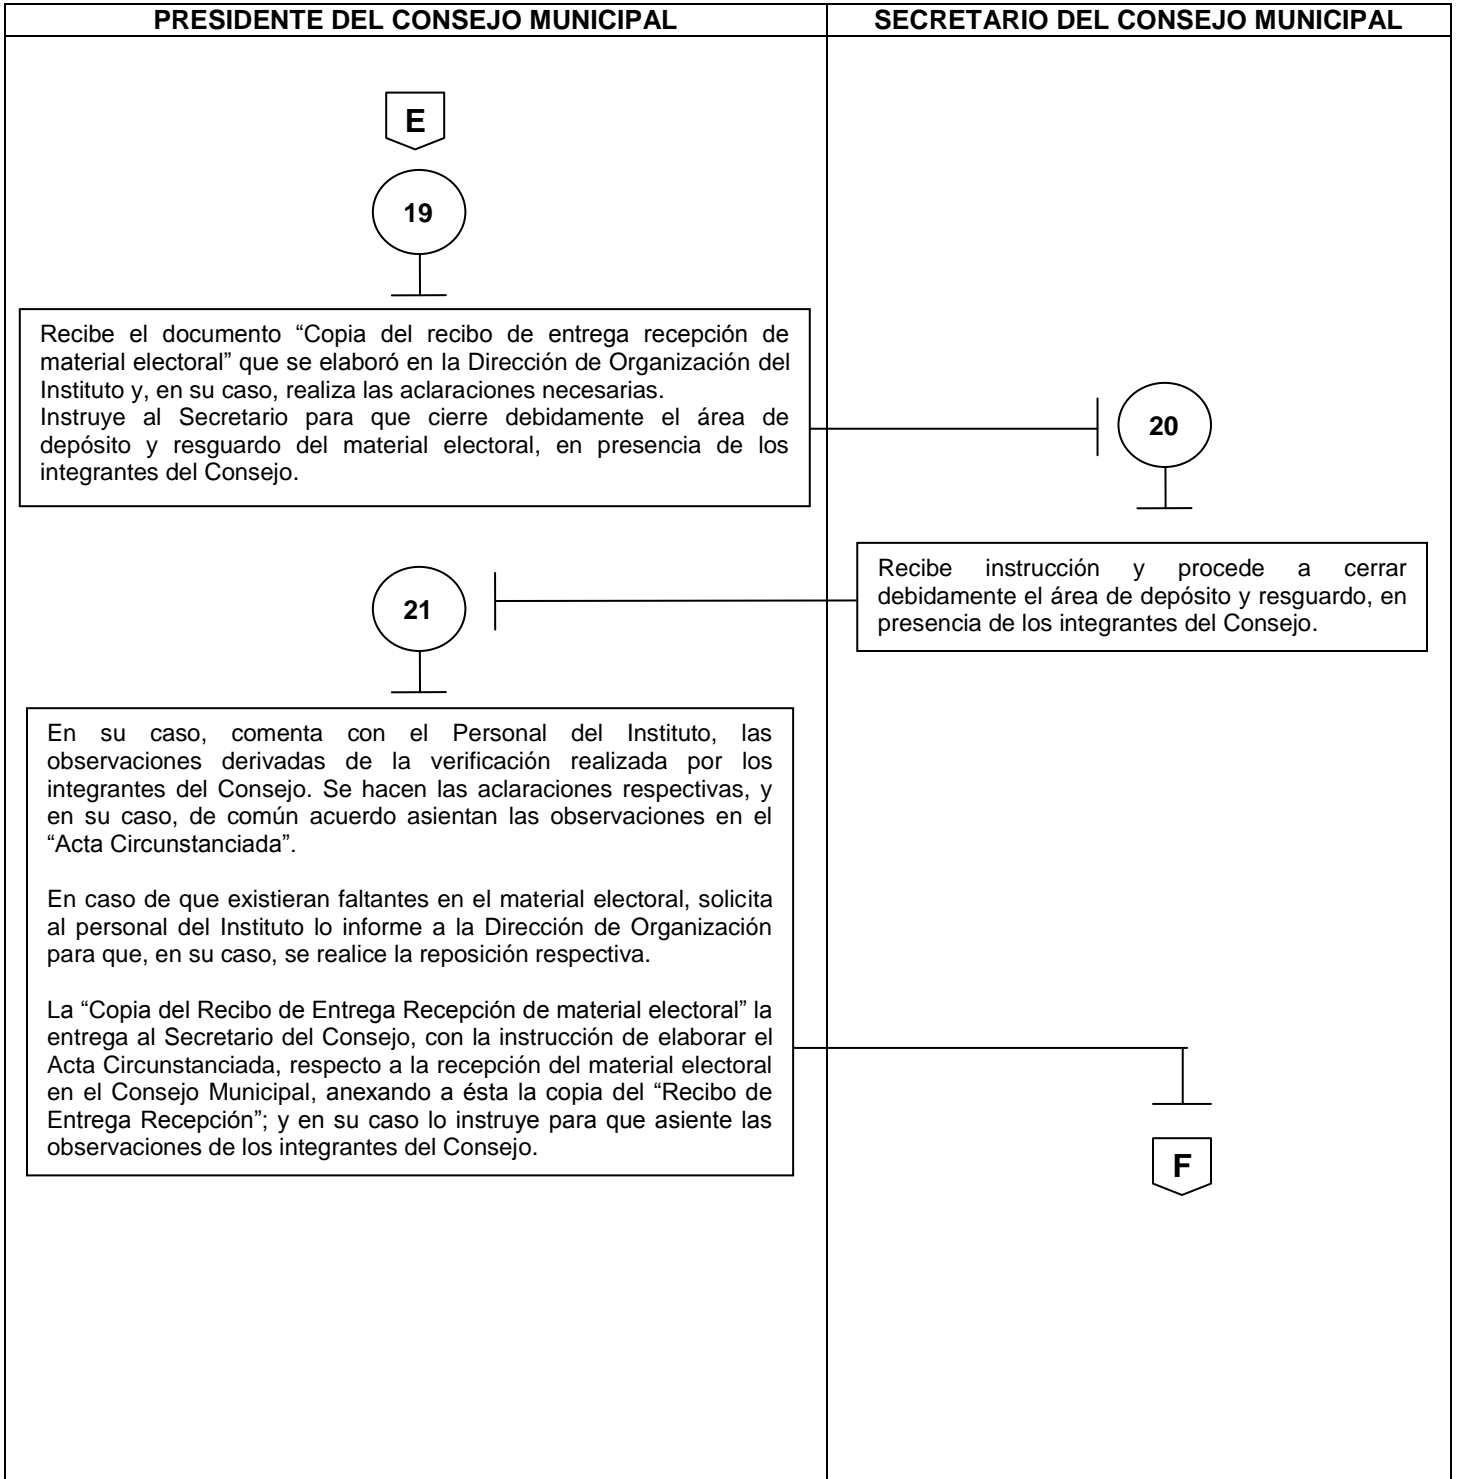 PRESIDENTE DEL CONSEJO MUNICIPAL
SECRETARIO DEL CONSEJO MUNICIPAL
E
19
Recibe el documento “Copia del recibo de entrega recepción de
material electoral” que se elaboró en la Dirección de Organización del
Instituto y, en su caso, realiza las aclaraciones necesarias.
Instruye al Secretario para que cierre debidamente el área de
depósito y resguardo del material electoral, en presencia de los
integrantes del Consejo.
20
Recibe instrucción y procede a cerrar
debidamente el área de depósito y resguardo, en
presencia de los integrantes del Consejo.
21
En su caso, comenta con el Personal del Instituto, las
observaciones derivadas de la verificación realizada por los
integrantes del Consejo. Se hacen las aclaraciones respectivas, y
en su caso, de común acuerdo asientan las observaciones en el
“Acta Circunstanciada”.
En caso de que existieran faltantes en el material electoral, solicita
al personal del Instituto lo informe a la Dirección de Organización
para que, en su caso, se realice la reposición respectiva.
La “Copia del Recibo de Entrega Recepción de material electoral” la
entrega al Secretario del Consejo, con la instrucción de elaborar el
Acta Circunstanciada, respecto a la recepción del material electoral
en el Consejo Municipal, anexando a ésta la copia del “Recibo de
Entrega Recepción”; y en su caso lo instruye para que asiente las
observaciones de los integrantes del Consejo.
F